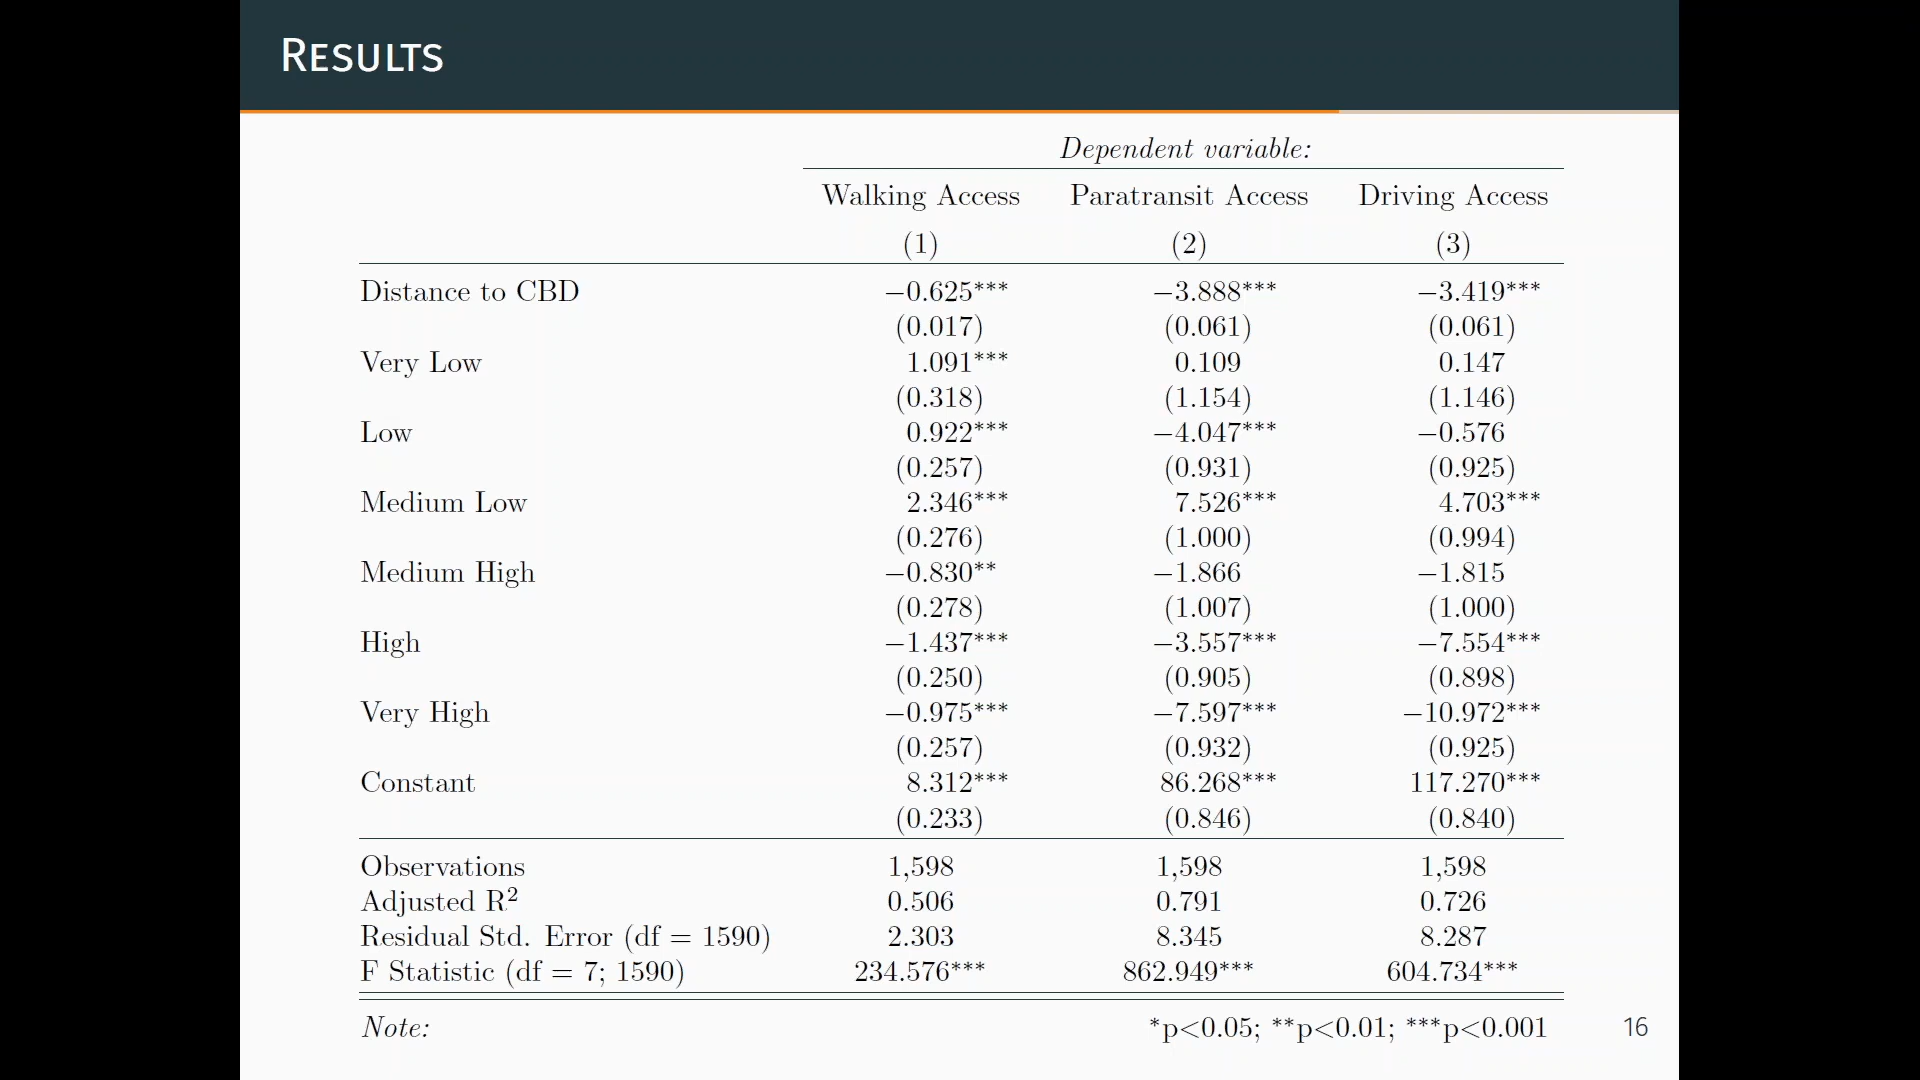 RESULTS
Dependent variable:
Walking Access Paratransit Access Driving Access
(1) (2) (3)
Distance to CBD −0.625*** −3.888*** −3.419***
(0.017) (0.061) (0.061)
Very Low 1.091*** 0.109 0.147
(0.318) (1.154) (1.146)
Low 0.922*** −4.047*** −0.576
(0.257) (0.931) (0.925)
Medium Low 2.346*** 7.526*** 4.703***
(0.276) (1.000) (0.994)
Medium High −0.830** −1.866 −1.815
(0.278) (1.007) (1.000)
High −1.437*** −3.557*** −7.554***
(0.250) (0.905) (0.898)
Very High −0.975*** −7.597*** −10.972***
(0.257) (0.932) (0.925)
Constant 8.312*** 86.268*** 117.270***
(0.233) (0.846) (0.840)
Observations 1,598 1,598 1,598
Adjusted R² 0.506 0.791 0.726
Residual Std. Error (df = 1590) 2.303 8.345 8.287
F Statistic (df = 7; 1590) 234.576*** 862.949*** 604.734***
Note: *p<0.05; **p<0.01; ***p<0.001
16